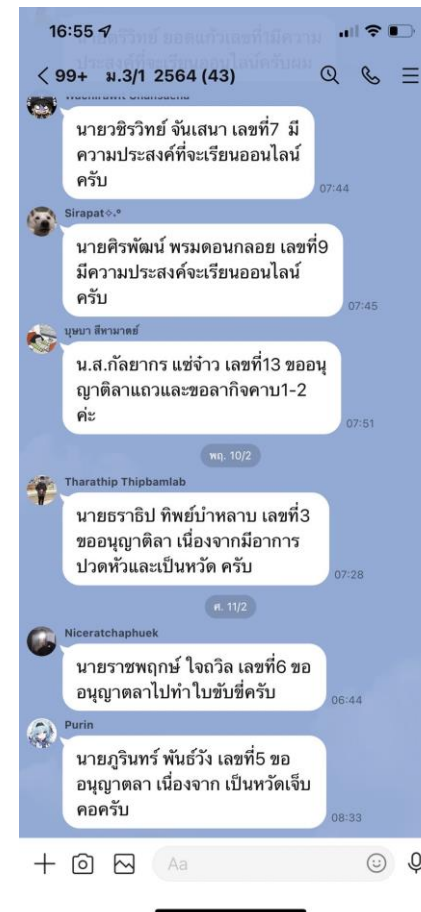 16:55
99+ ม.3/1 2564 (43)
นายวชิรวิทย์ จันเสนา เลขที่7 มี
ความประสงค์ที่จะเรียนออนไลน์
ครับ
07:44
Sirapat
นายศิรพัฒน์ พรมดอนกลอย เลขที่9
มีความประสงค์จะเรียนออนไลน์
ครับ
07:45
บุษบา สีหามาตย์
น.ส.กัลยากร แซ่จ๋าว เลขที่13 ขออนุ
ญาติลาแถวและขอลากิจคาบ1-2
ค่ะ
07:51
พฤ. 10/2
Tharathip Thipbamlab
นายธราธิป ทิพย์บำหลาบ เลขที่3
ขออนุญาติลา เนื่องจากมีอาการ
ปวดหัวและเป็นหวัด ครับ
07:28
ศ. 11/2
Niceratchaphuek
นายราชพฤกษ์ ใจถวิล เลขที่6 ขอ
อนุญาตลาไปทำใบขับขี่ครับ
06:44
Purin
นายภูรินทร์ พันธ์วัง เลขที่5 ขอ
อนุญาตลา เนื่องจาก เป็นหวัดเจ็บ
คอครับ
08:33
Aa